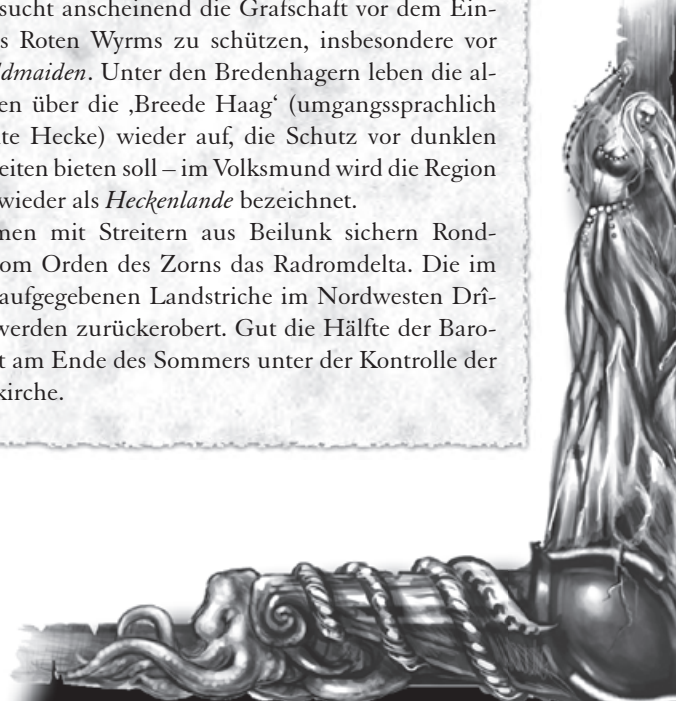 sucht anscheinend die Grafschaft vor dem Ein-
s Roten Wyrms zu schützen, insbesondere vor
ldmaiden. Unter den Bredenhagern leben die al-
en über die ‚Breede Haag‘ (umgangssprachlich
te Hecke) wieder auf, die Schutz vor dunklen
eiten bieten soll – im Volksmund wird die Region
wieder als Heckenlande bezeichnet.
men mit Streitern aus Beilunk sichern Rond-
om Orden des Zorns das Radromdelta. Die im
aufgegebenen Landstriche im Nordwesten Drî-
werden zurückerobert. Gut die Hälfte der Baro-
t am Ende des Sommers unter der Kontrolle der
kirche.